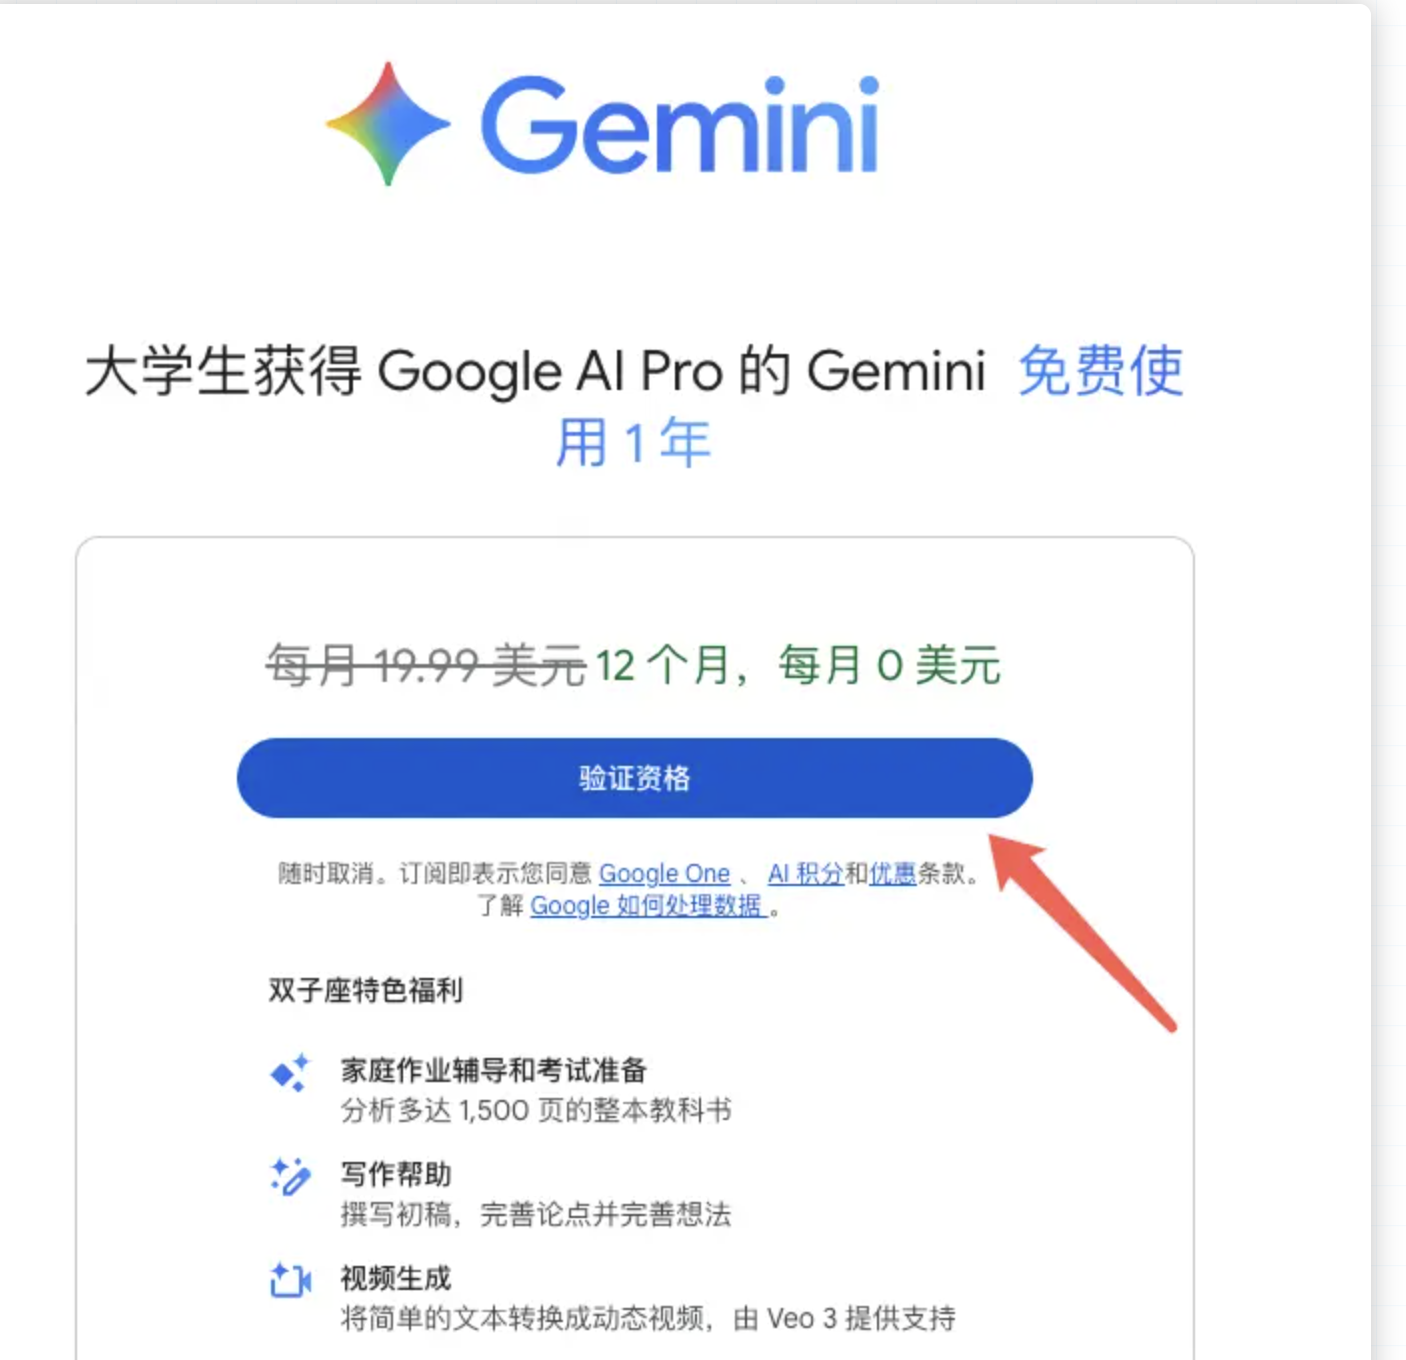 Gemini
大学生获得 Google AI Pro 的 Gemini 免费使
用 1 年
每月 19.99 美元 12 个月，每月 0 美元
验证资格
随时取消。订阅即表示您同意 Google One 、 AI 积分和优惠条款。
了解 Google 如何处理数据 。
双子座特色福利
家庭作业辅导和考试准备
分析多达 1,500 页的整本教科书
写作帮助
撰写初稿，完善论点并完善想法
视频生成
将简单的文本转换成动态视频，由 Veo 3 提供支持